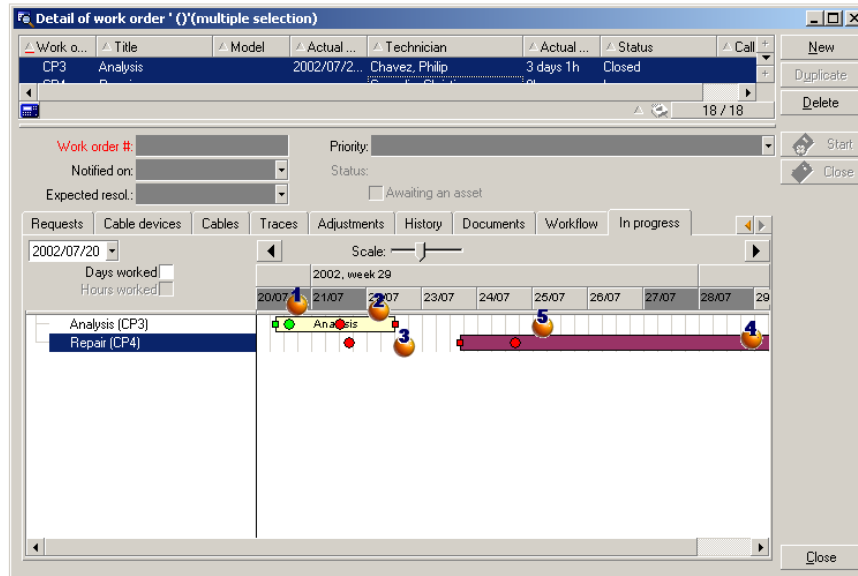 Detail of work order ' ()'(multiple selection)
Work o... Title Model Actual ... Technician Actual ... Status Call
CP3 Analysis 2002/07/2... Chavez, Philip 3 days 1h Closed
18 / 18
New
Duplicate
Delete
Start
Close
Work order #: Priority:
Notified on: Status:
Expected resol.: Awaiting an asset
Requests Cable devices Cables Traces Adjustments History Documents Workflow In progress
2002/07/20 Scale:
Days worked
Hours worked
2002, week 29
20/07 21/07 22/07 23/07 24/07 25/07 26/07 27/07 28/07 29
1 2 3 4 5
Analysis (CP3) Analysis
Repair (CP4)
Close